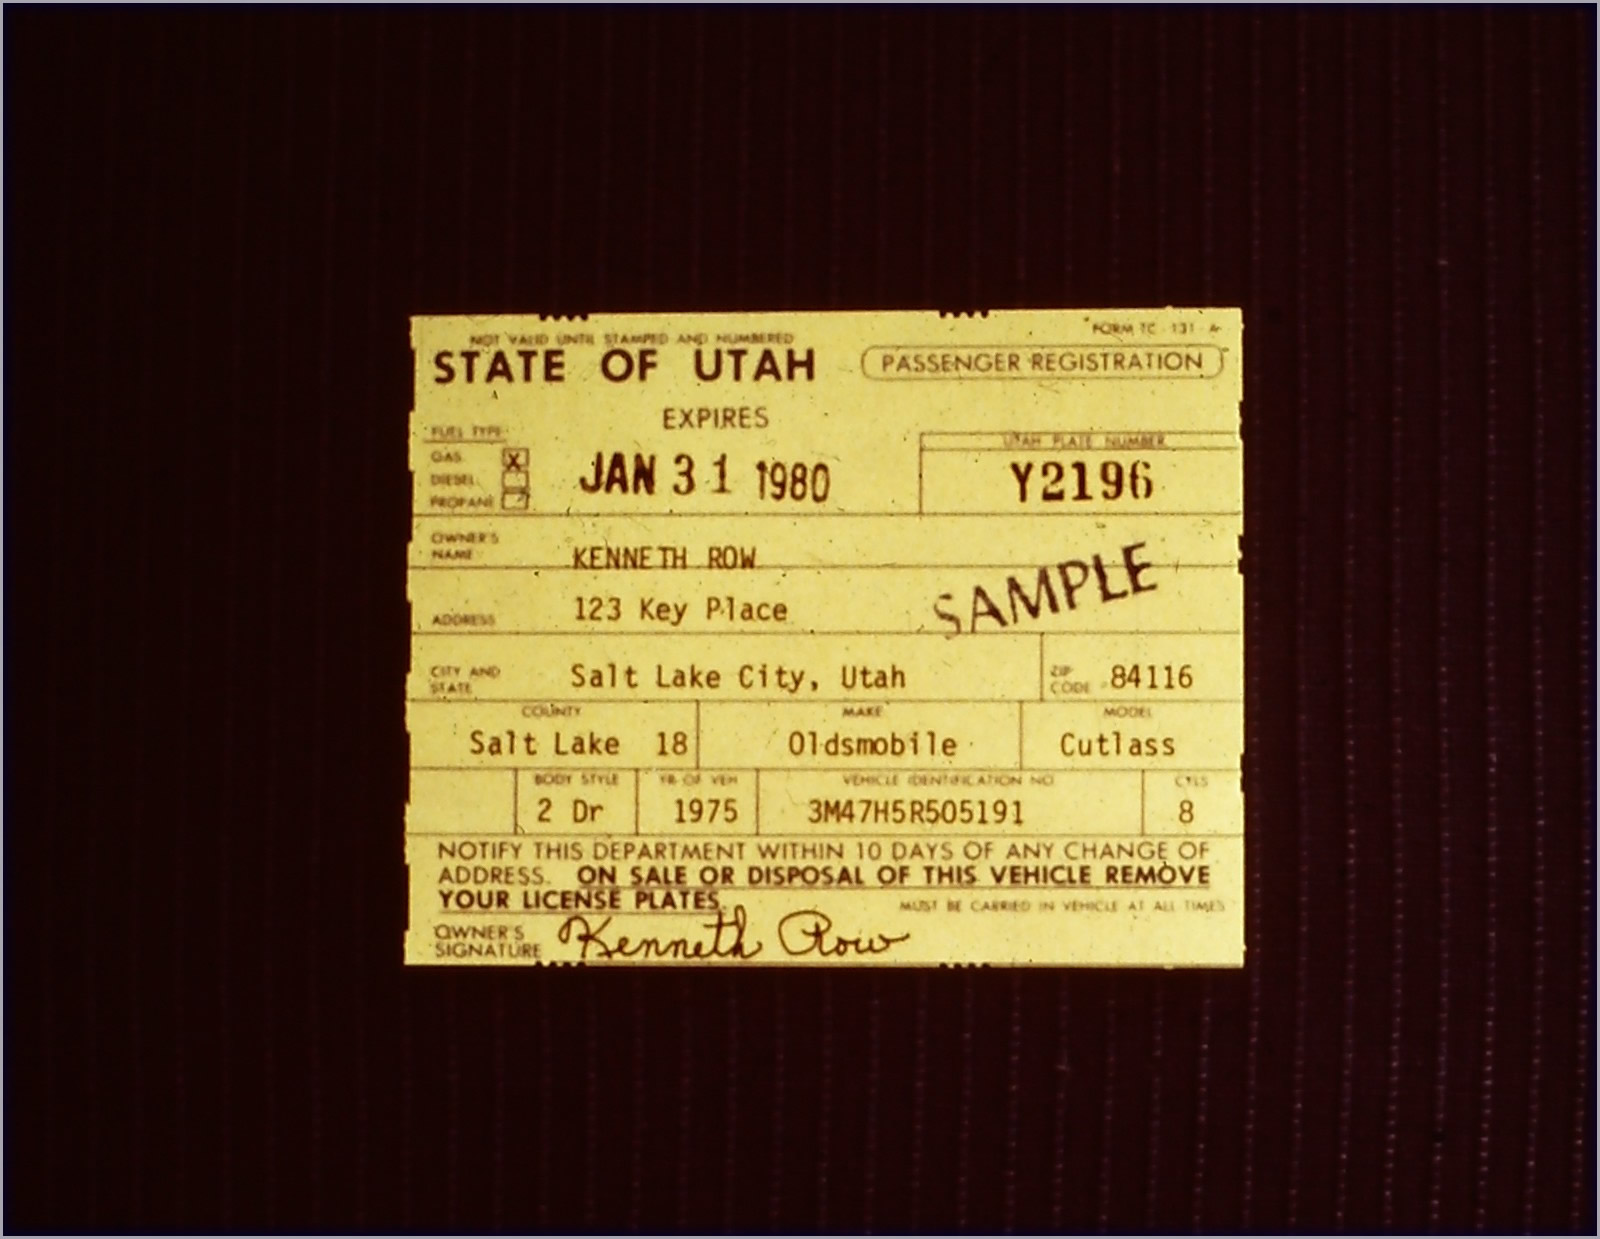 FORM TC 131 A
NOT VALID UNTIL STAMPED AND NUMBERED
STATE OF UTAH
PASSENGER REGISTRATION
EXPIRES
FUEL TYPE
GAS X
DIESEL
PROPANE
JAN 31 1980
UTAH PLATE NUMBER
Y2196
OWNER'S NAME KENNETH ROW
SAMPLE
ADDRESS 123 Key Place
CITY AND STATE Salt Lake City, Utah
ZIP CODE 84116
COUNTY MAKE MODEL
Salt Lake 18 Oldsmobile Cutlass
BODY STYLE YR OF VEH VEHICLE IDENTIFICATION NO CYLS
2 Dr 1975 3M47H5R505191 8
NOTIFY THIS DEPARTMENT WITHIN 10 DAYS OF ANY CHANGE OF
ADDRESS. ON SALE OR DISPOSAL OF THIS VEHICLE REMOVE
YOUR LICENSE PLATES.
MUST BE CARRIED IN VEHICLE AT ALL TIMES
OWNER'S SIGNATURE Kenneth Row